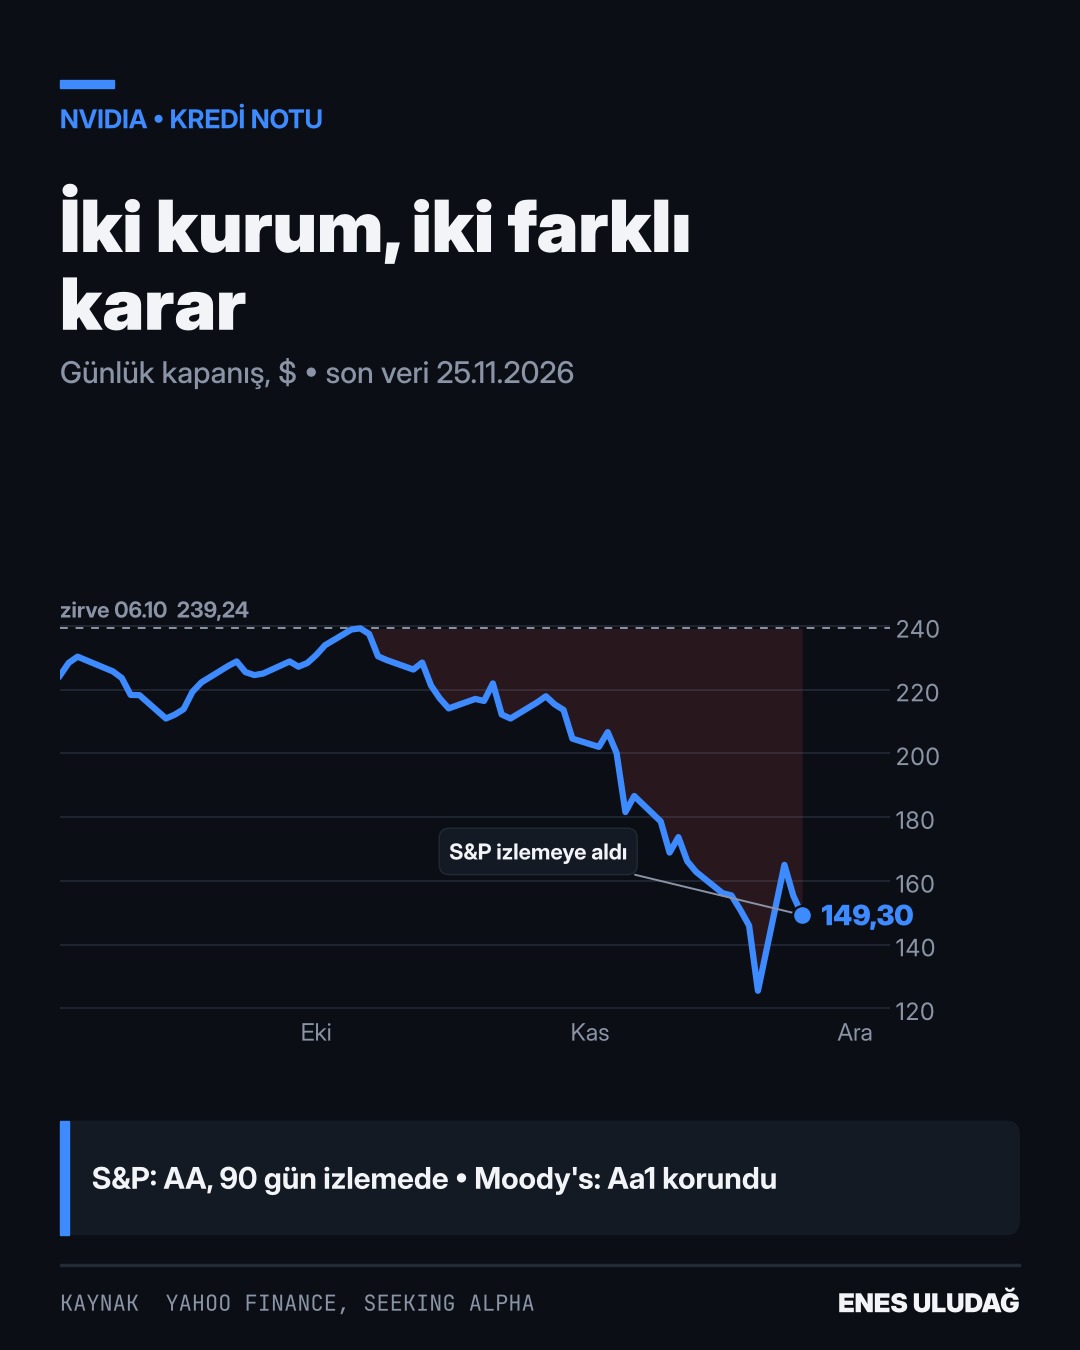 NVIDIA • KREDİ NOTU
İki kurum, iki farklı
karar
Günlük kapanış, $ • son veri 25.11.2026
zirve 06.10 239,24
240
220
200
180
S&P izlemeye aldı
160
149,30
140
120
Eki Kas Ara
S&P: AA, 90 gün izlemede • Moody's: Aa1 korundu
KAYNAK YAHOO FINANCE, SEEKING ALPHA
ENES ULUDAĞ